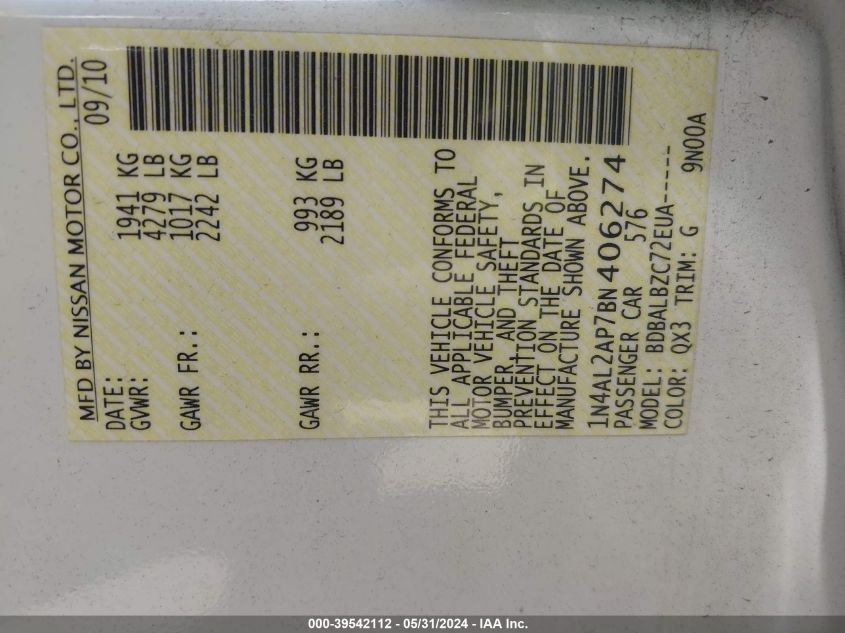 MFD BY NISSAN MOTOR CO., LTD.
DATE: 09/10
GVWR: 1941 KG
4279 LB
GAWR FR.: 1017 KG
2242 LB
GAWR RR.: 993 KG
2189 LB
THIS VEHICLE CONFORMS TO
ALL APPLICABLE FEDERAL
MOTOR VEHICLE SAFETY,
BUMPER, AND THEFT
PREVENTION STANDARDS IN
EFFECT ON THE DATE OF
MANUFACTURE SHOWN ABOVE.
1N4AL2AP7BN406274
PASSENGER CAR 576
MODEL: BDBALBZC72EUA-----
COLOR: QX3 TRIM: G 9N00A
000-39542112 - 05/31/2024 - IAA Inc.